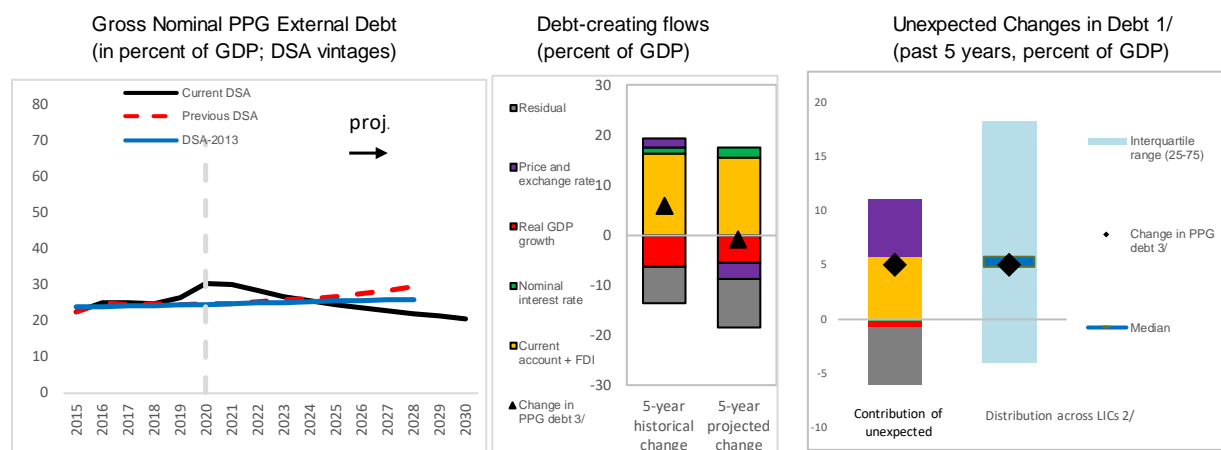 Gross Nominal PPG External Debt
(in percent of GDP; DSA vintages)
Current DSA
Previous DSA
DSA-2013
proj.
80
70
60
50
40
30
20
10
0
2015
2016
2017
2018
2019
2020
2021
2022
2023
2024
2025
2026
2027
2028
2029
2030
Debt-creating flows
(percent of GDP)
Residual
Price and
exchange rate
Real GDP
growth
Nominal
interest rate
Current
account + FDI
Change in
PPG debt 3/
30
20
10
0
-10
-20
-30
5-year
historical
change
5-year
projected
change
Unexpected Changes in Debt 1/
(past 5 years, percent of GDP)
20
15
10
5
0
-5
-10
Contribution of
unexpected
Distribution across LICs 2/
Interquartile
range (25-75)
Change in PPG
debt 3/
Median